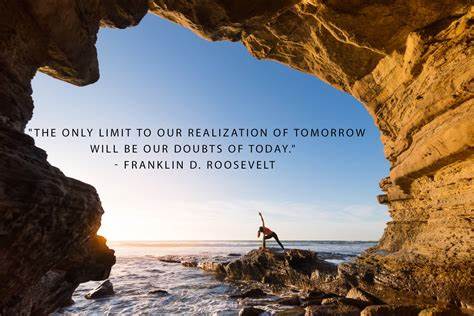 "THE ONLY LIMIT TO OUR REALIZATION OF TOMORROW
WILL BE OUR DOUBTS OF TODAY."
- FRANKLIN D. ROOSEVELT